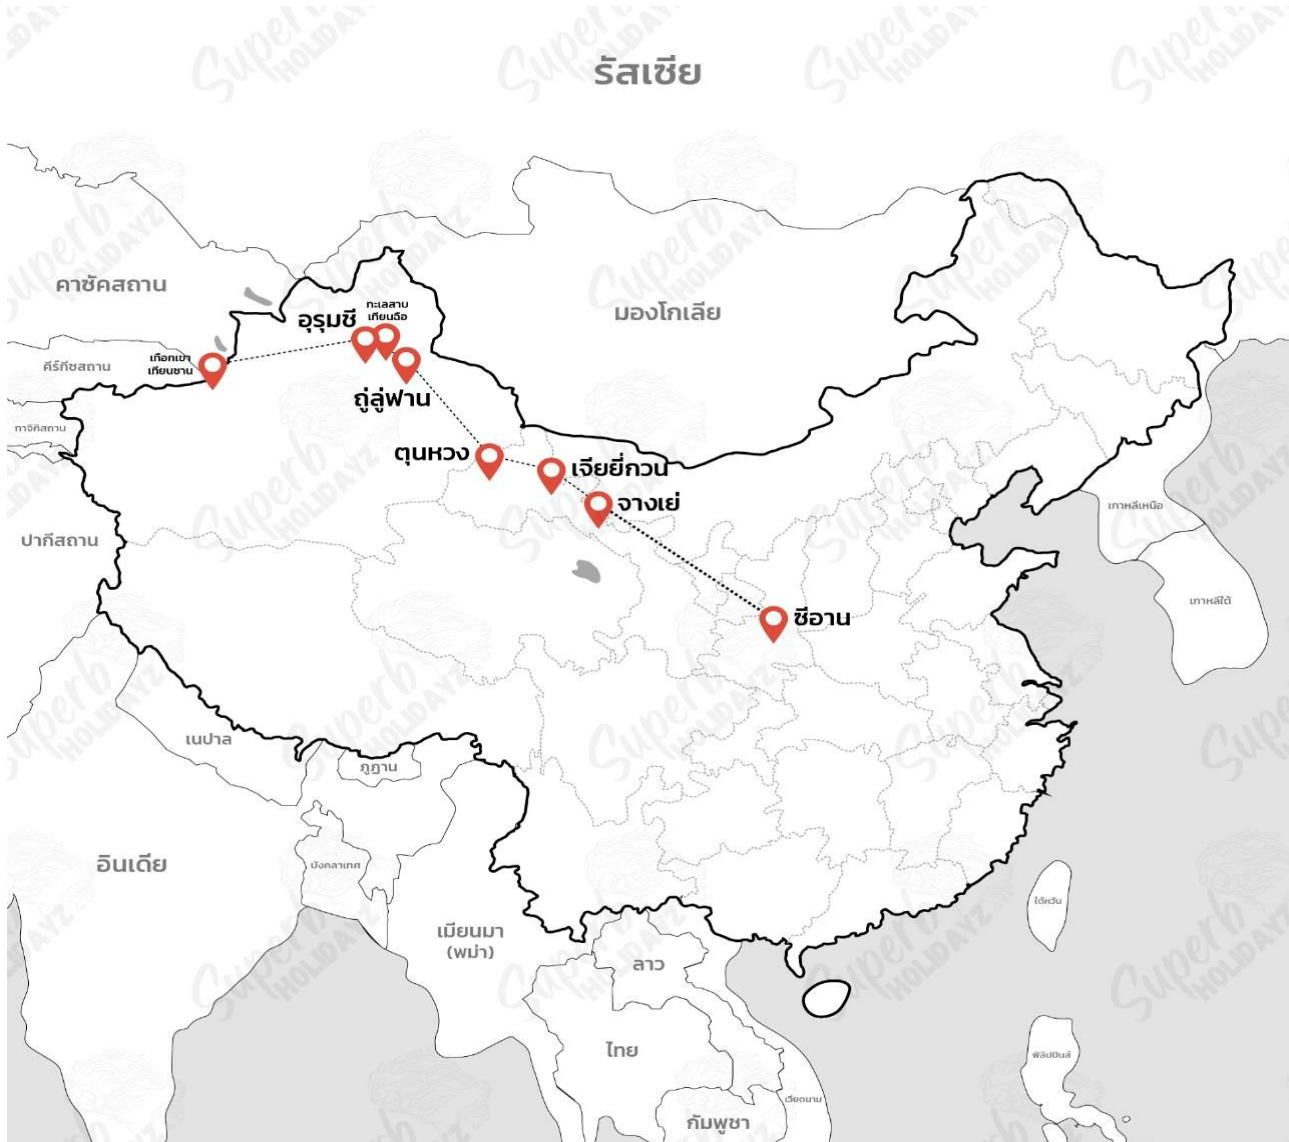 รัสเซีย
คาซัคสถาน
มองโกเลีย
ทะเลสาบ
เทียนฉือ
อุรุมชี
เทือกเขา
เทียนซาน
คีร์กีซสถาน
ถู่ลู่ฟาน
ทาจิกิสถาน
ตุนหวง
เจียยี่กวน
จางเย่
เกาหลีเหนือ
ปากีสถาน
เกาหลีใต้
ซีอาน
เนปาล
ภูฏาน
อินเดีย
บังคลาเทศ
ไต้หวัน
เมียนมา
(พม่า)
ลาว
ไทย
ฟิลิปปินส์
เวียดนาม
กัมพูชา
Superb
HOLIDAYZ